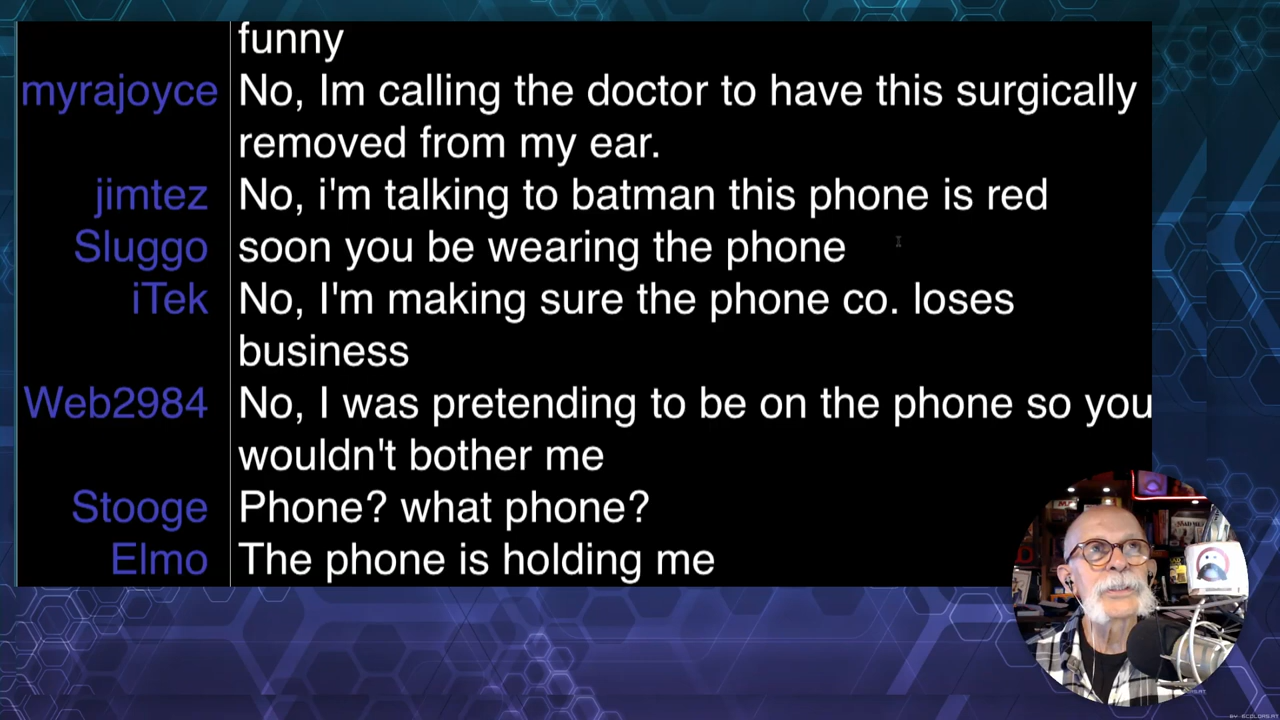 funny
myrajoyce No, Im calling the doctor to have this surgically
removed from my ear.
jimtez No, i'm talking to batman this phone is red
Sluggo soon you be wearing the phone
iTek No, I'm making sure the phone co. loses
business
Web2984 No, I was pretending to be on the phone so you
wouldn't bother me
Stooge Phone? what phone?
Elmo The phone is holding me